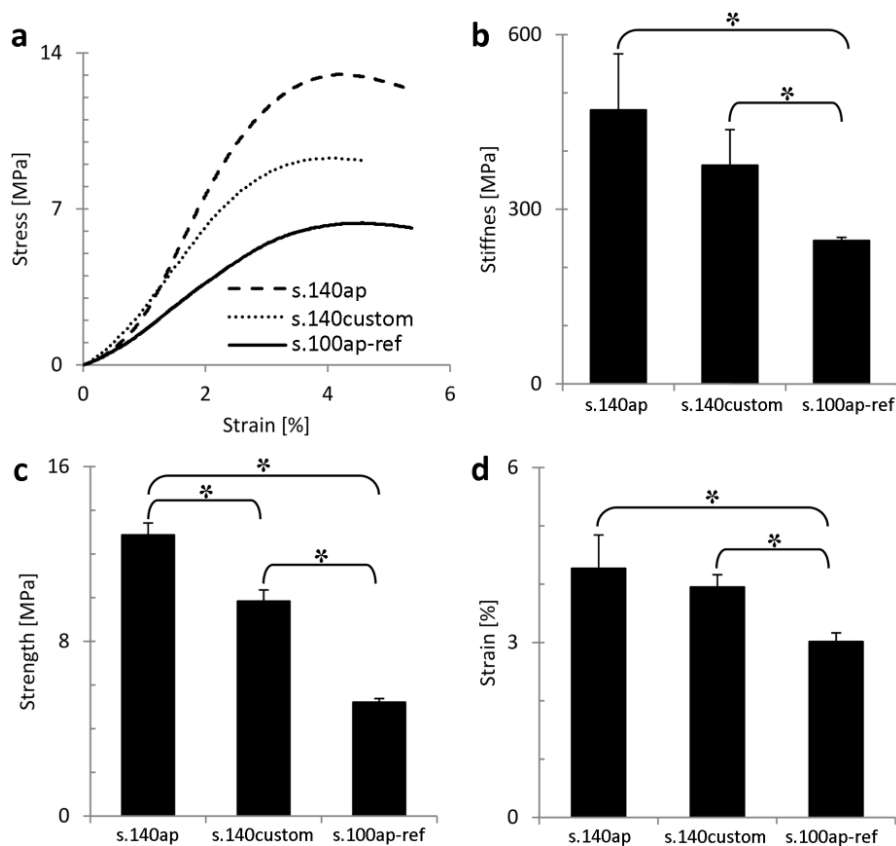 a
14
7
0
Stress [MPa]
s.140ap
s.140custom
s.100ap-ref
0 2 4 6
Strain [%]
b
600
300
0
Stiffnes [MPa]
*
*
s.140ap s.140custom s.100ap-ref
c
16
8
0
Strength [MPa]
*
*
*
s.140ap s.140custom s.100ap-ref
d
6
3
0
Strain [%]
*
*
s.140ap s.140custom s.100ap-ref